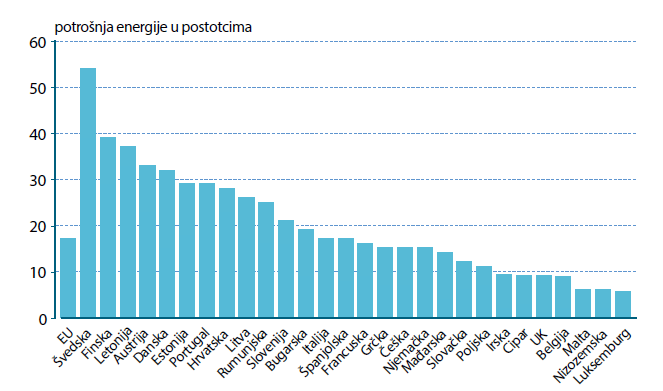 potrošnja energije u postotcima
60
50
40
30
20
10
0
EU
Švedska
Finska
Letonija
Austrija
Danska
Estonija
Portugal
Hrvatska
Litva
Rumunjska
Slovenija
Bugarska
Italija
Španjolska
Francuska
Grčka
Češka
Njemačka
Mađarska
Slovačka
Poljska
Irska
Cipar
UK
Belgija
Malta
Nizozemska
Luksemburg